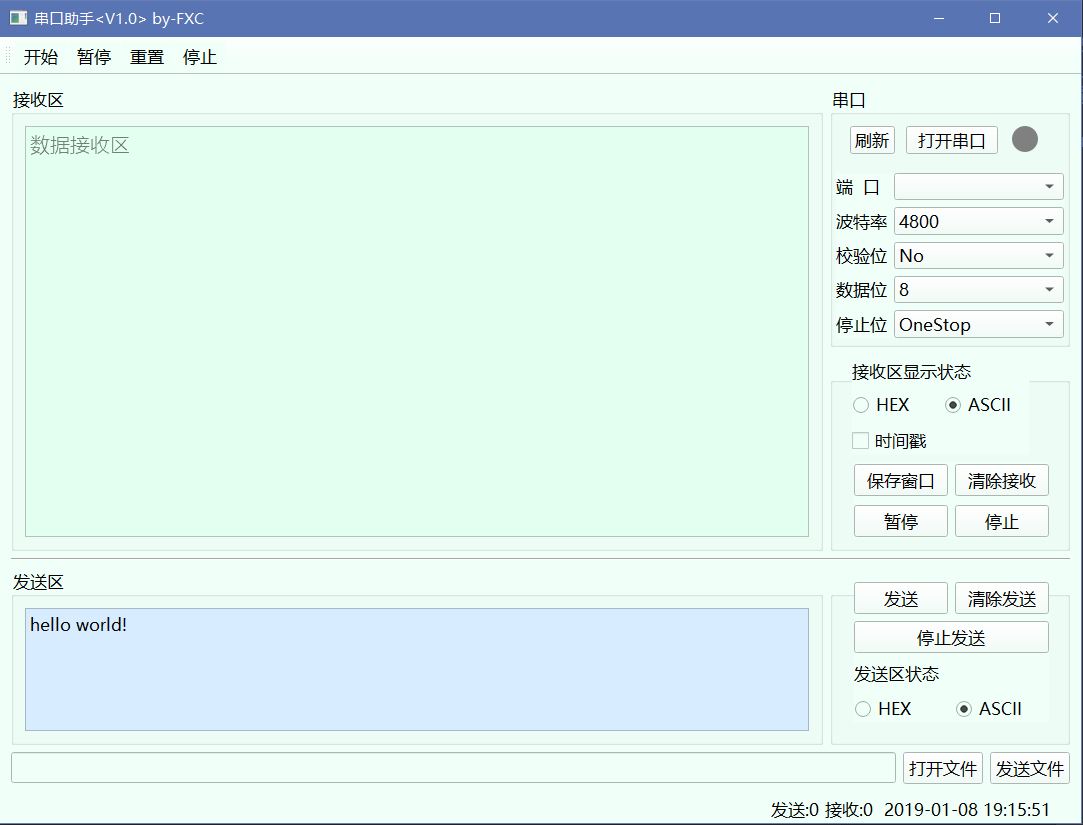 串口助手<V1.0> by-FXC
开始 暂停 重置 停止
接收区
数据接收区
串口
刷新 打开串口
端 口
波特率 4800
校验位 No
数据位 8
停止位 OneStop
接收区显示状态
HEX ASCII
时间戳
保存窗口 清除接收
暂停 停止
发送区
hello world!
发送 清除发送
停止发送
发送区状态
HEX ASCII
打开文件 发送文件
发送:0 接收:0 2019-01-08 19:15:51